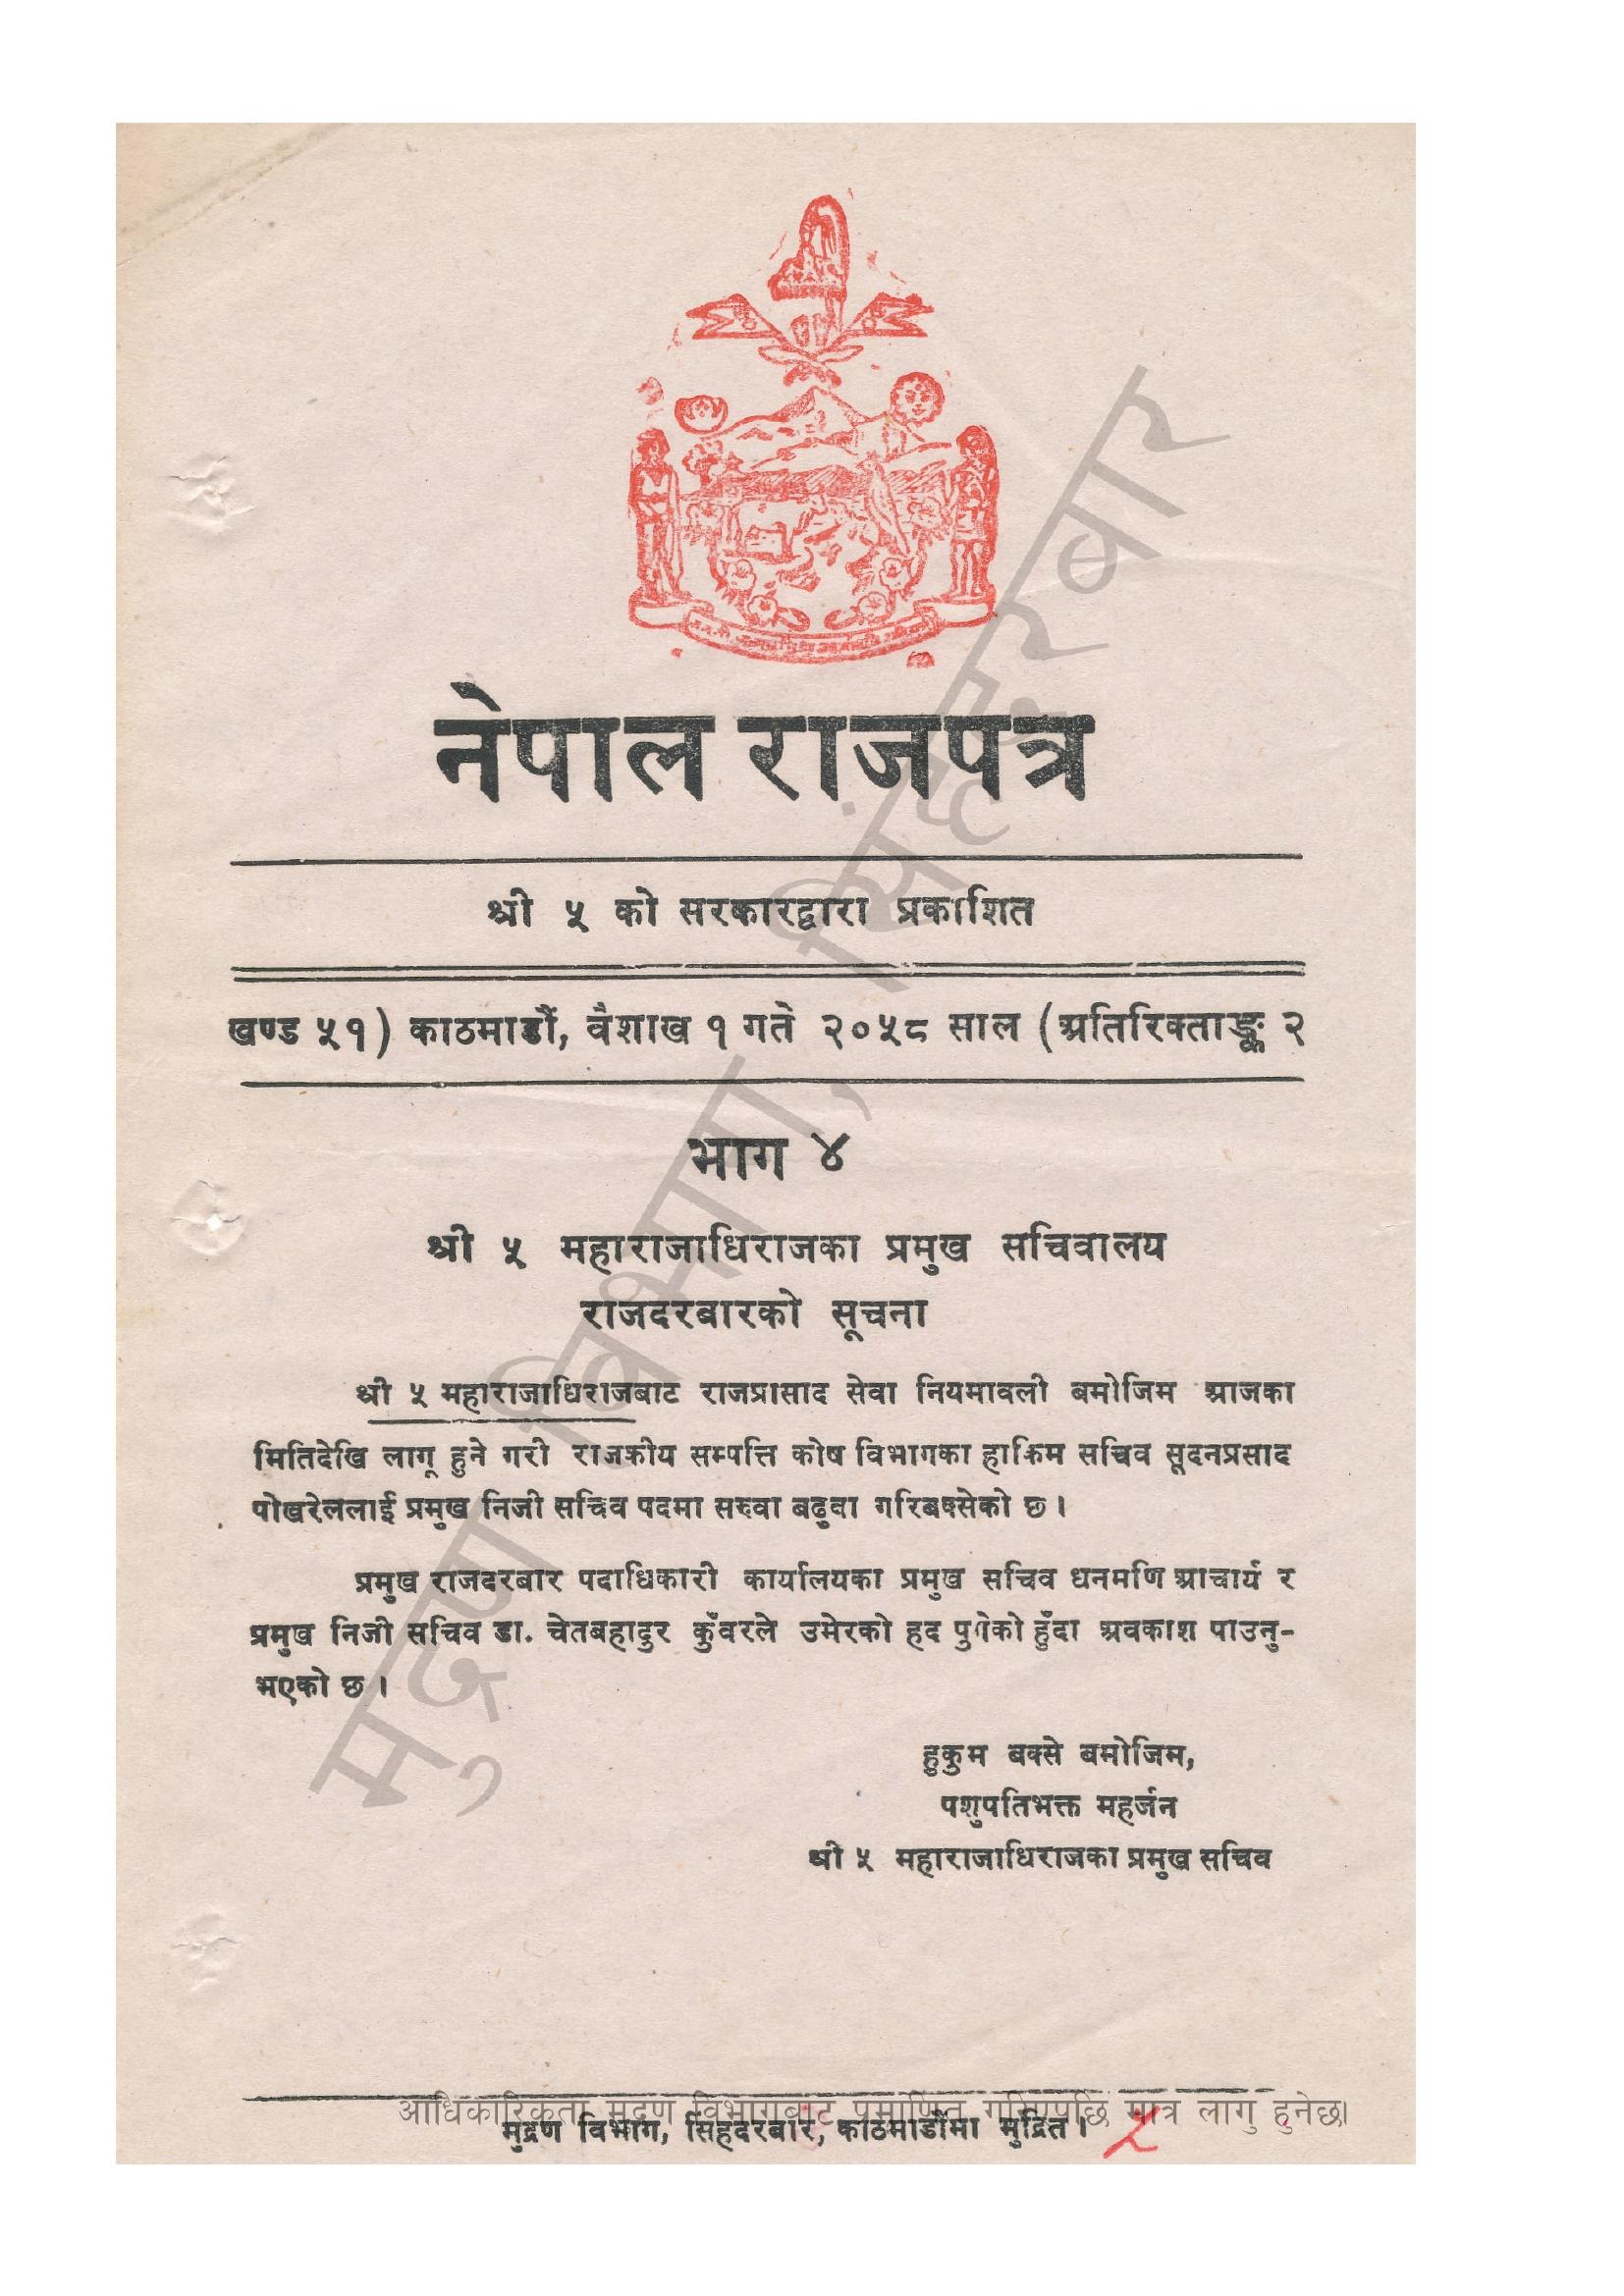 नेपाल राजपत्र
श्री ५ को सरकारद्वारा प्रकाशित
खण्ड ५१) काठमाडौं, वैशाख १ गते २०५८ साल (अतिरिक्ताङ्क २
भाग ४
श्री ५ महाराजाधिराजका प्रमुख सचिवालय
राजदरबारको सूचना
श्री ५ महाराजाधिराजबाट राजप्रासाद सेवा नियमावली बमोजिम आजका
मितिदेखि लागू हुने गरी राजकीय सम्पत्ति कोष विभागका हाकिम सचिव सूदनप्रसाद
पोखरेललाई प्रमुख निजी सचिव पदमा सरुवा बढुवा गरिबक्सेको छ ।
प्रमुख राजदरबार पदाधिकारी कार्यालयका प्रमुख सचिव धनमणि आचार्य र
प्रमुख निजी सचिव डा. चेतबहादुर कुँवरले उमेरको हद पुगेको हुँदा अवकाश पाउनु-
भएको छ ।
हुकुम बक्से बमोजिम,
पशुपतिभक्त महर्जन
श्री ५ महाराजाधिराजका प्रमुख सचिव
मुद्रण विभाग, सिंहदरबार
आधिकारिकता मुद्रण विभागबाट प्रमाणित गरिएपछि मात्र लागु हुनेछ।
मुद्रण विभाग, सिंहदरबार, काठमाडौंमा मुद्रित ।
५